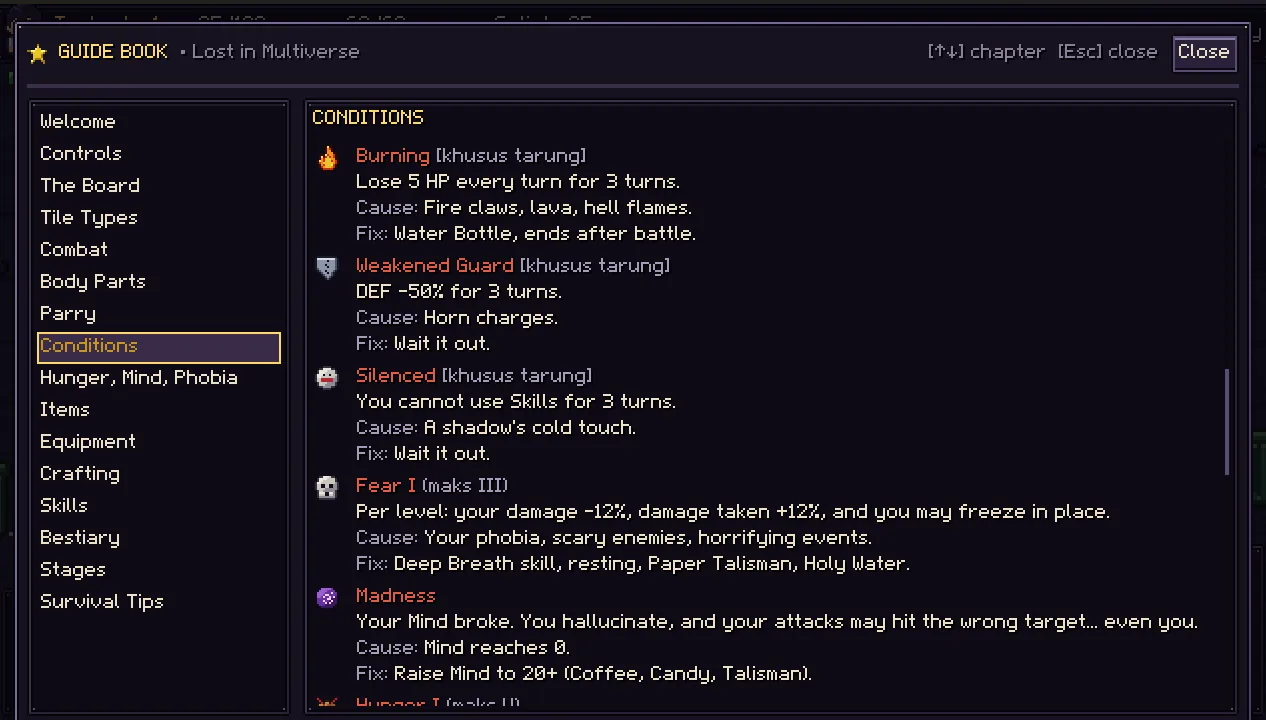 GUIDE BOOK • Lost in Multiverse
[↑↓] chapter [Esc] close
Close
Welcome
Controls
The Board
Tile Types
Combat
Body Parts
Parry
Conditions
Hunger, Mind, Phobia
Items
Equipment
Crafting
Skills
Bestiary
Stages
Survival Tips
CONDITIONS
Burning [khusus tarung]
Lose 5 HP every turn for 3 turns.
Cause: Fire claws, lava, hell flames.
Fix: Water Bottle, ends after battle.
Weakened Guard [khusus tarung]
DEF -50% for 3 turns.
Cause: Horn charges.
Fix: Wait it out.
Silenced [khusus tarung]
You cannot use Skills for 3 turns.
Cause: A shadow's cold touch.
Fix: Wait it out.
Fear I (maks III)
Per level: your damage -12%, damage taken +12%, and you may freeze in place.
Cause: Your phobia, scary enemies, horrifying events.
Fix: Deep Breath skill, resting, Paper Talisman, Holy Water.
Madness
Your Mind broke. You hallucinate, and your attacks may hit the wrong target... even you.
Cause: Mind reaches 0.
Fix: Raise Mind to 20+ (Coffee, Candy, Talisman).
Hunger I (maks II)